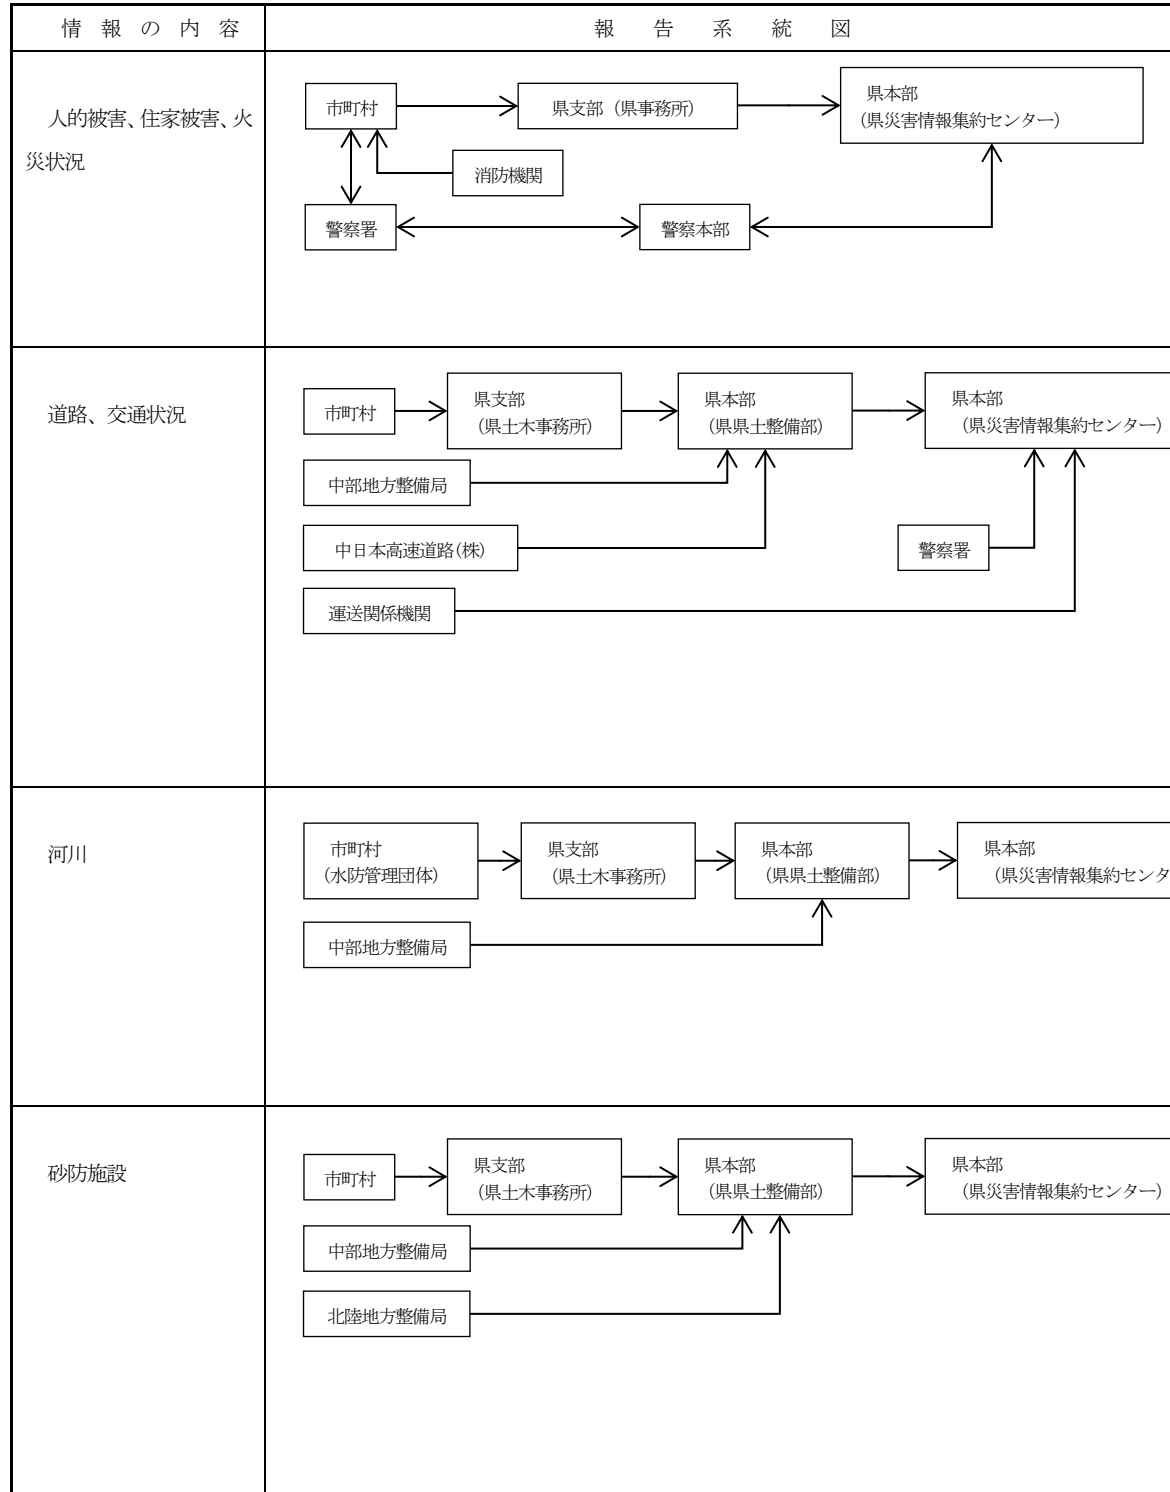 情報の内容
報告系統図
人的被害、住家被害、火
災状況
市町村
県支部（県事務所）
県本部
（県災害情報集約センター）
消防機関
警察署
警察本部
道路、交通状況
市町村
県支部
（県土木事務所）
県本部
（県県土整備部）
県本部
（県災害情報集約センター）
中部地方整備局
中日本高速道路(株)
警察署
運送関係機関
河川
市町村
（水防管理団体）
県支部
（県土木事務所）
県本部
（県県土整備部）
県本部
（県災害情報集約センタ
中部地方整備局
砂防施設
市町村
県支部
（県土木事務所）
県本部
（県県土整備部）
県本部
（県災害情報集約センター）
中部地方整備局
北陸地方整備局